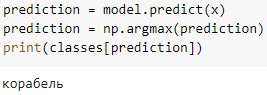 prediction = model.predict(x)
prediction = np.argmax(prediction)
print(classes[prediction])
корабель